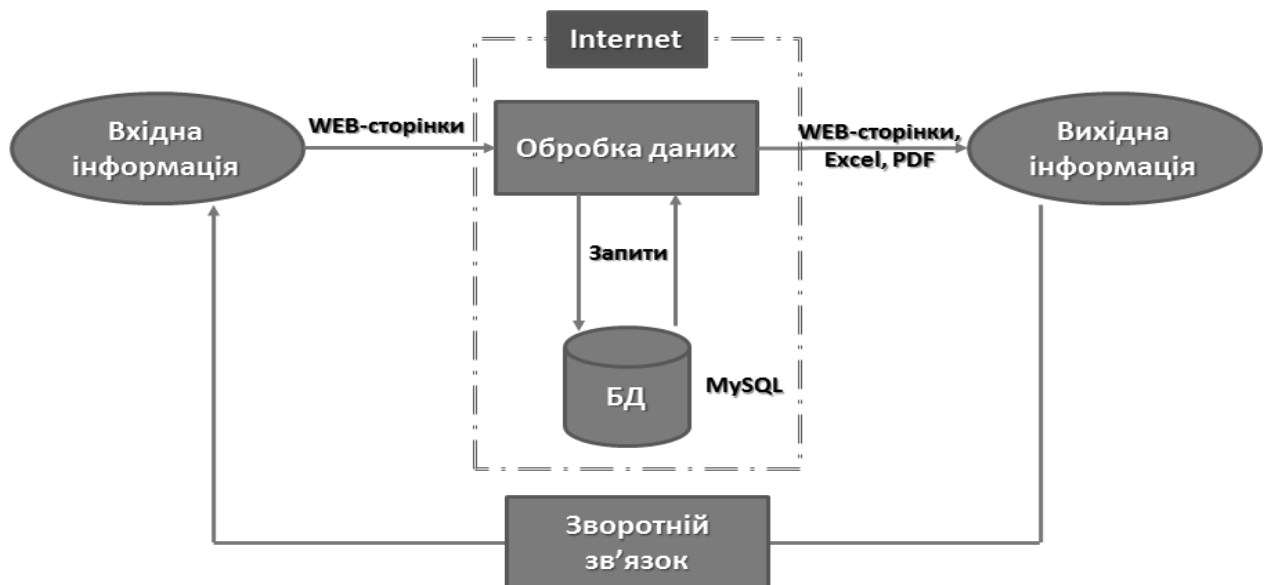 Internet
Вхідна
інформація
WEB-сторінки
Обробка даних
WEB-сторінки,
Excel, PDF
Вихідна
інформація
Запити
БД
MySQL
Зворотній
зв’язок